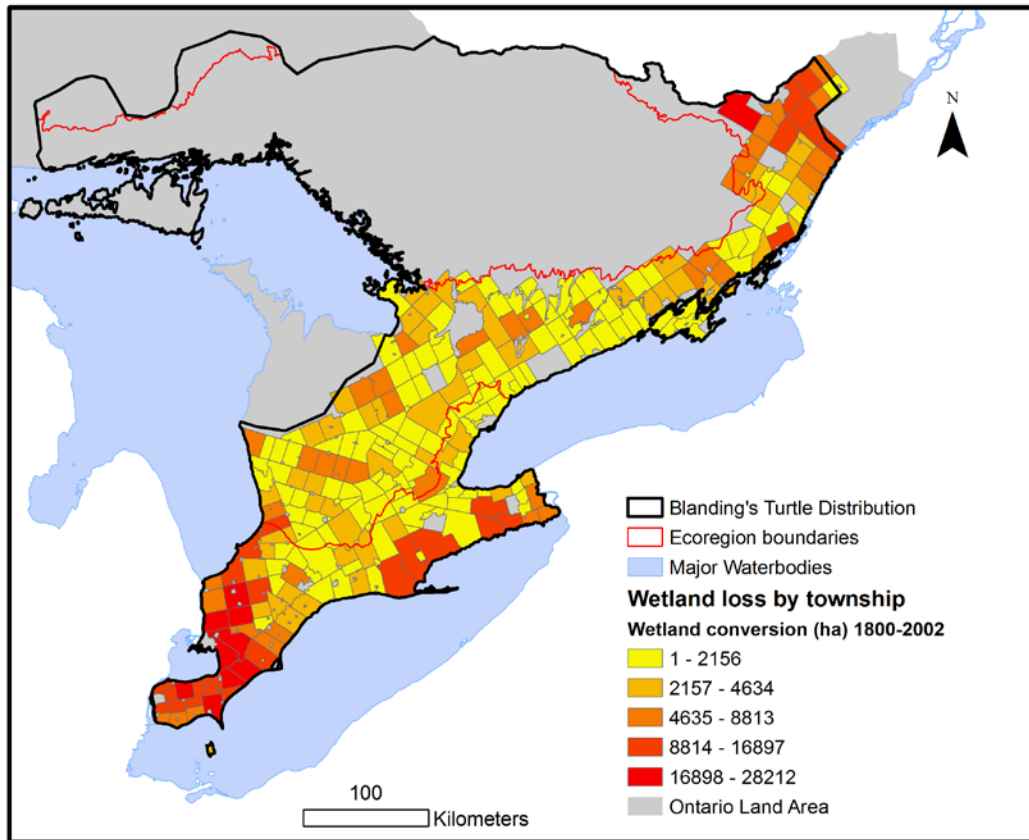 N
Blanding's Turtle Distribution
Ecoregion boundaries
Major Waterbodies
Wetland loss by township
Wetland conversion (ha) 1800-2002
1 - 2156
2157 - 4634
4635 - 8813
8814 - 16897
16898 - 28212
Ontario Land Area
100
Kilometers